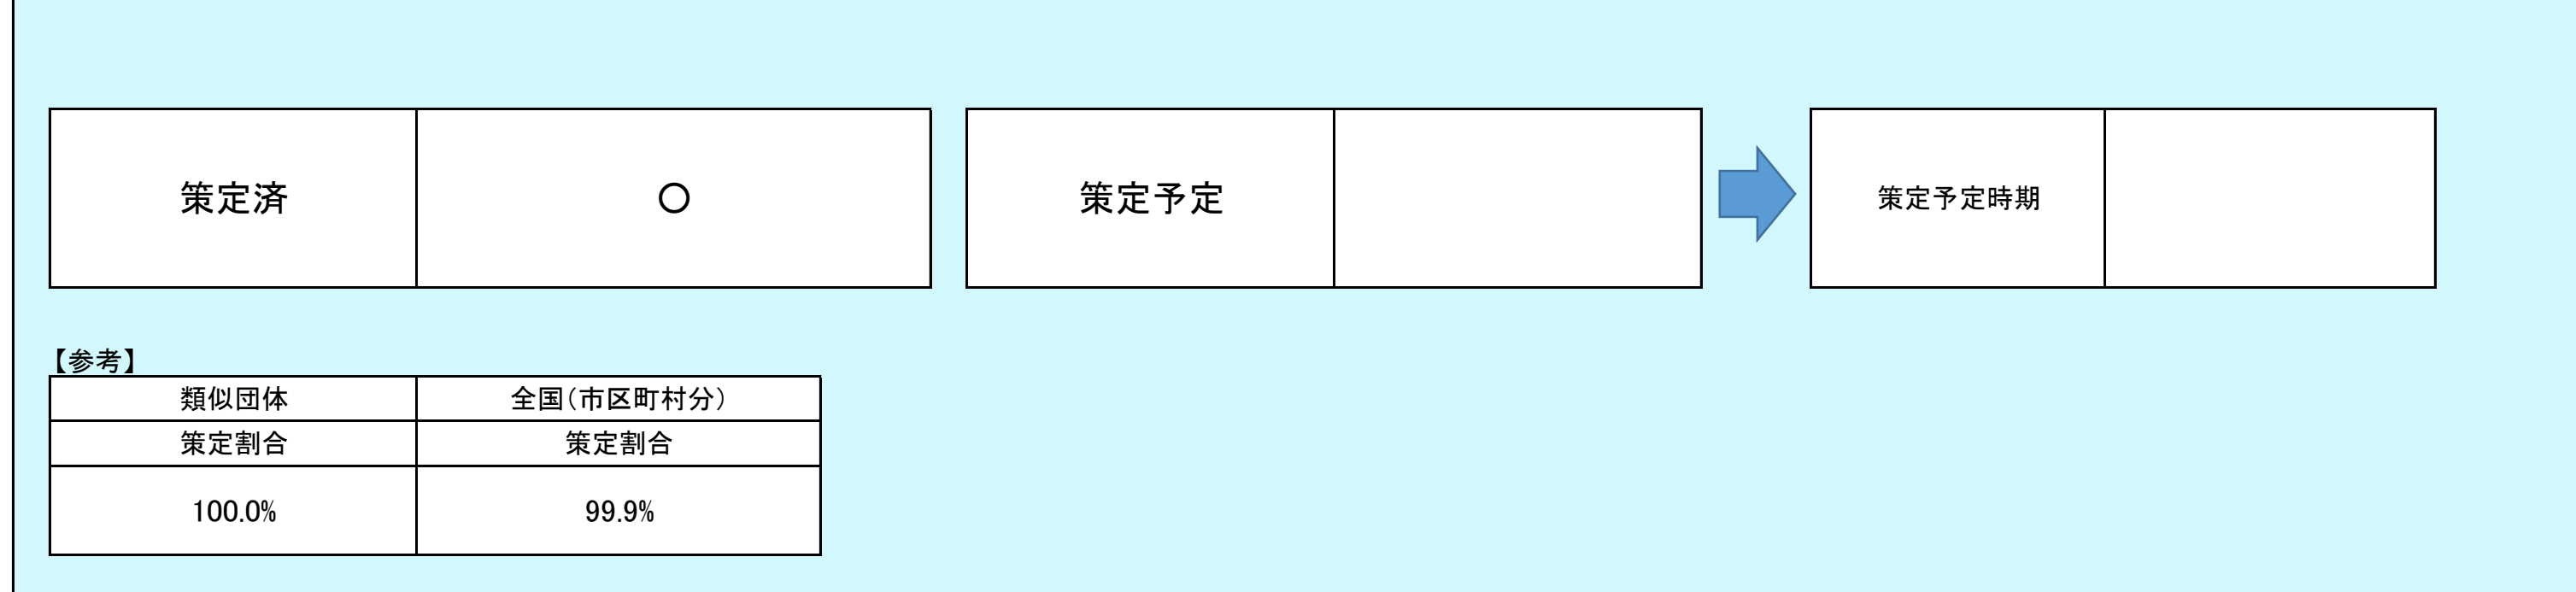 策定済 ○ 策定予定 策定予定時期
【参考】
類似団体 全国(市区町村分)
策定割合 策定割合
100.0% 99.9%